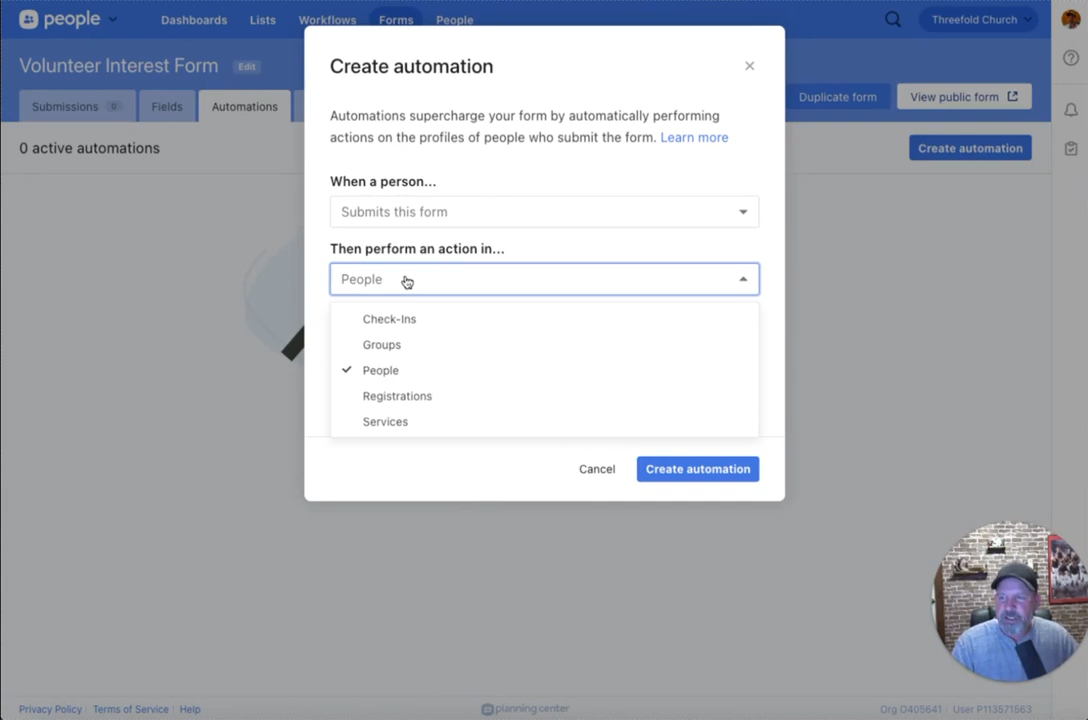 people
Dashboards
Lists
Workflows
Forms
People
Threefold Church
Volunteer Interest Form
Edit
Submissions 0
Fields
Automations
Duplicate form
View public form
0 active automations
Create automation
Create automation
Automations supercharge your form by automatically performing
actions on the profiles of people who submit the form. Learn more
When a person...
Submits this form
Then perform an action in...
People
Check-Ins
Groups
People
Registrations
Services
Cancel
Create automation
Privacy Policy
Terms of Service
Help
planning center
Org O405641
User P113571563